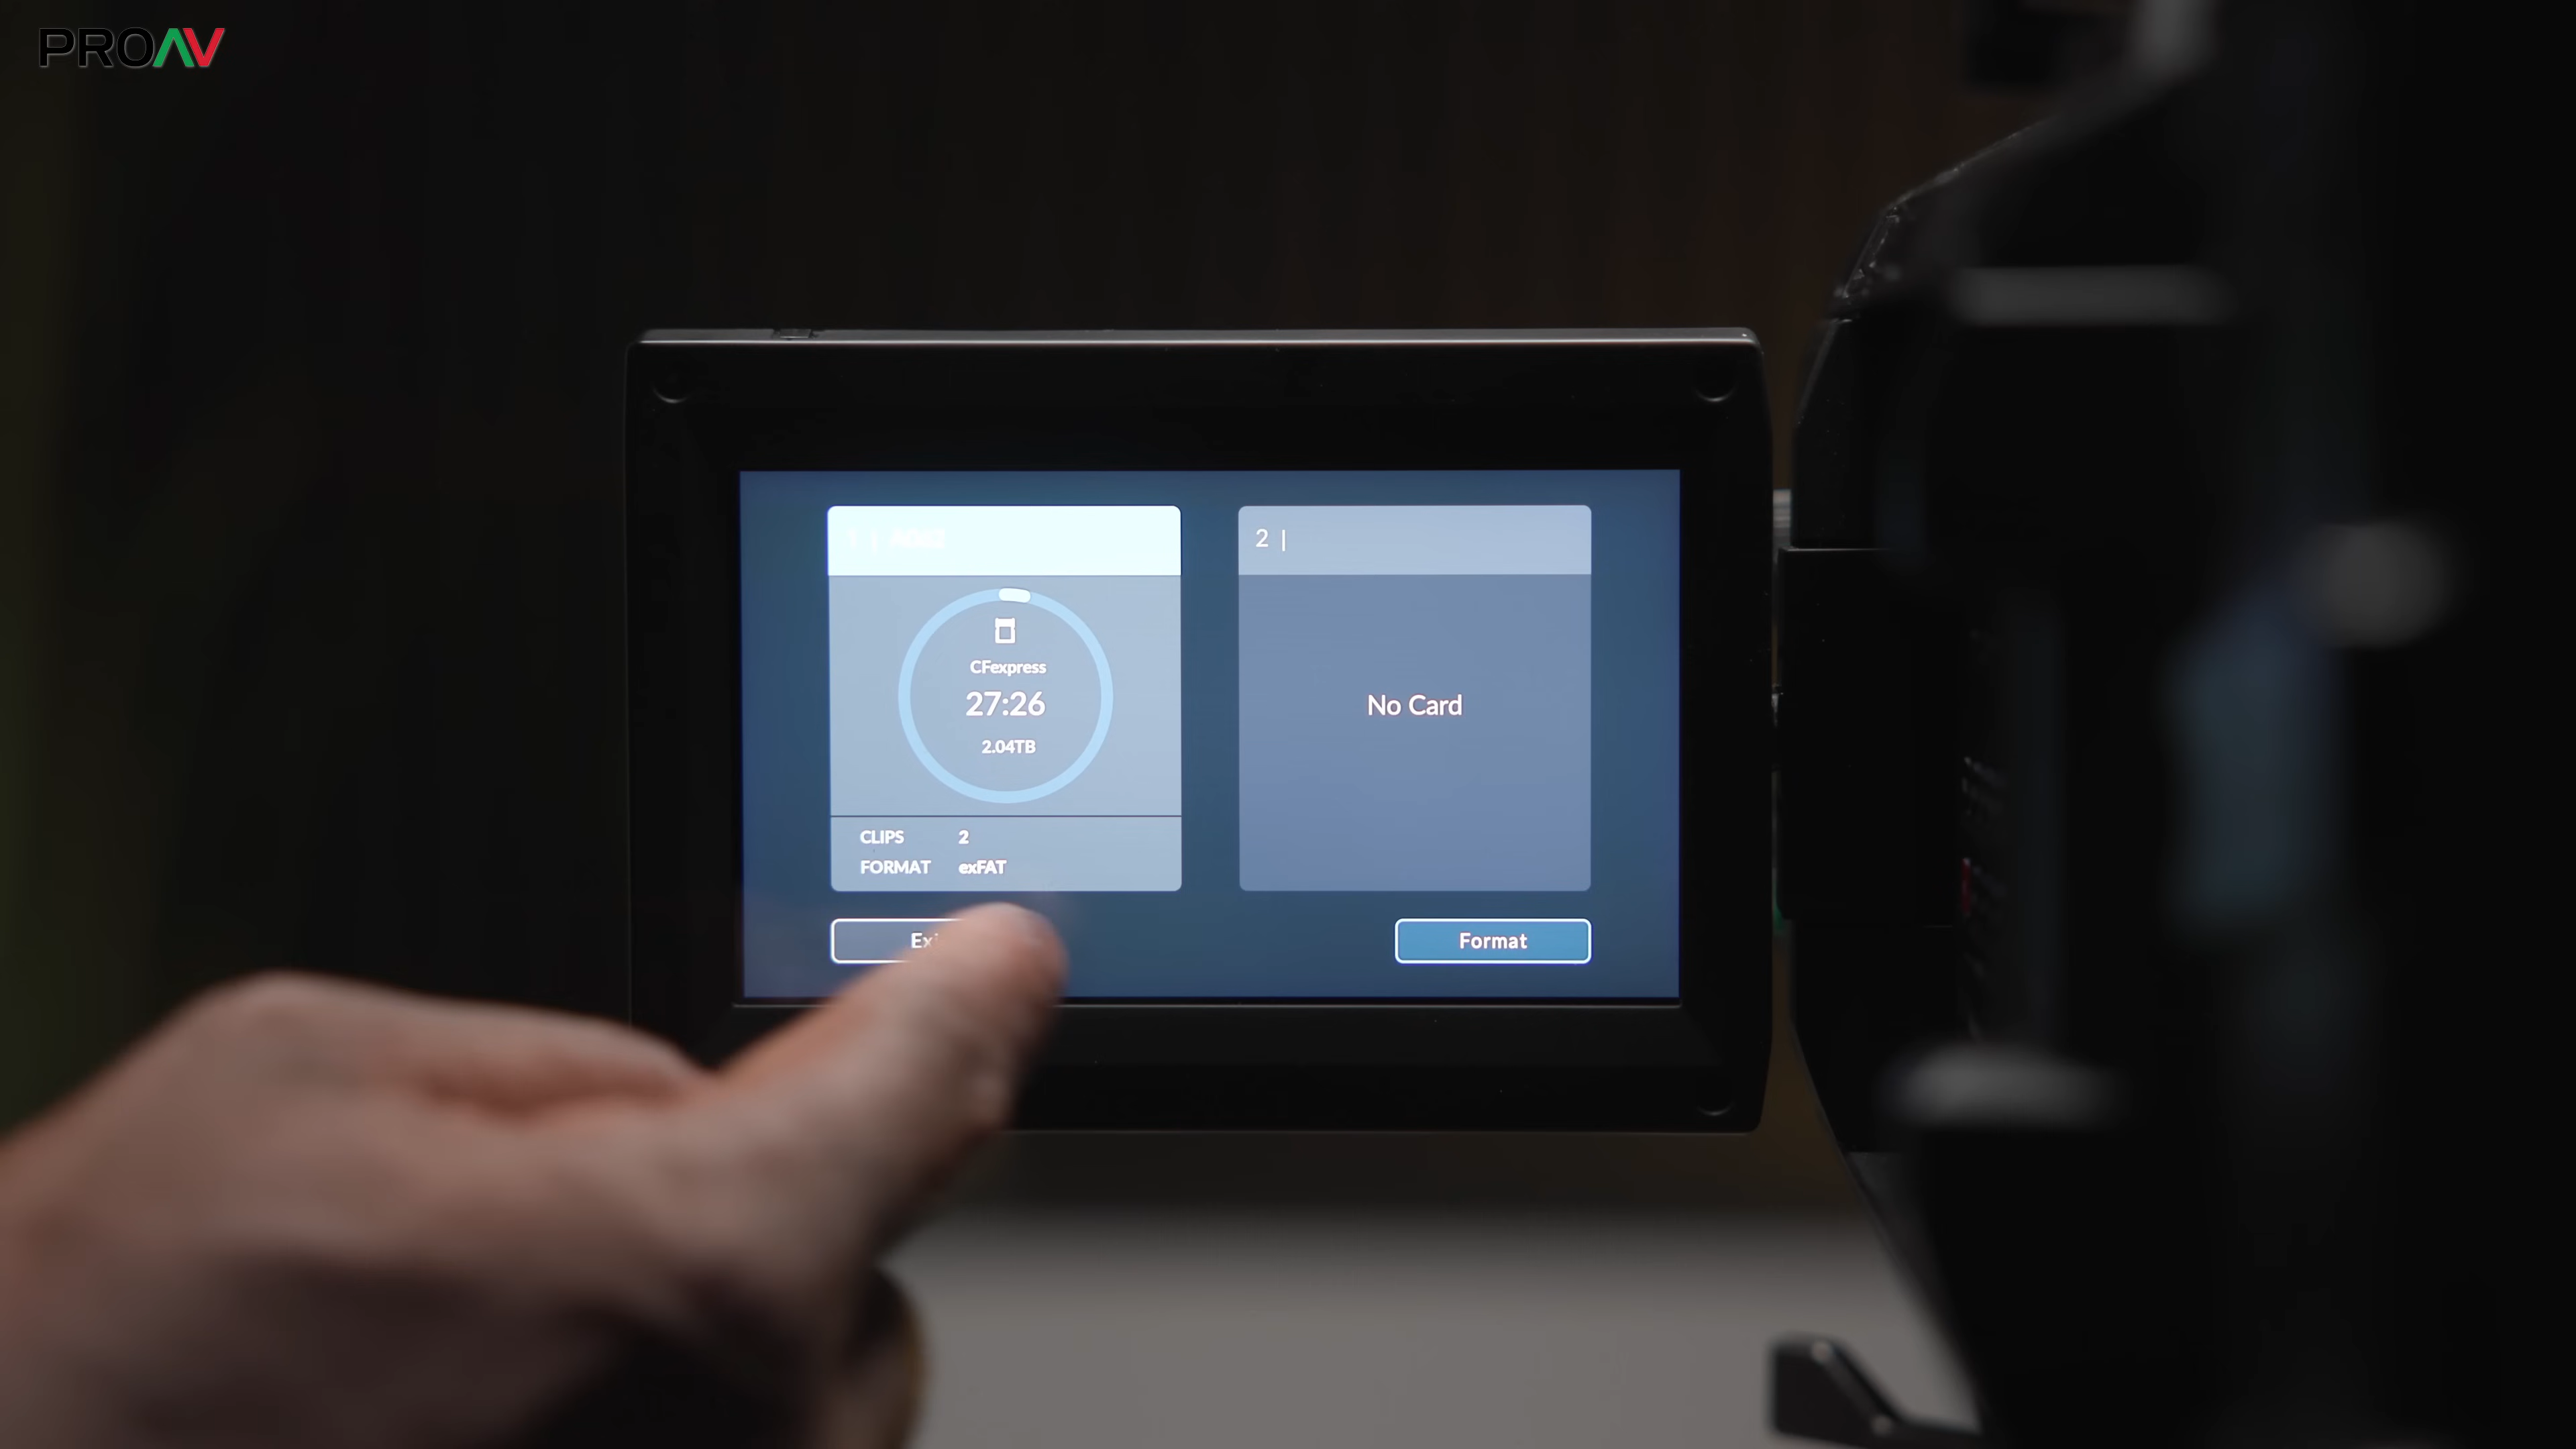 PROAV
2 |
CFexpress
27:26
2.04TB
No Card
CLIPS 2
FORMAT exFAT
Format